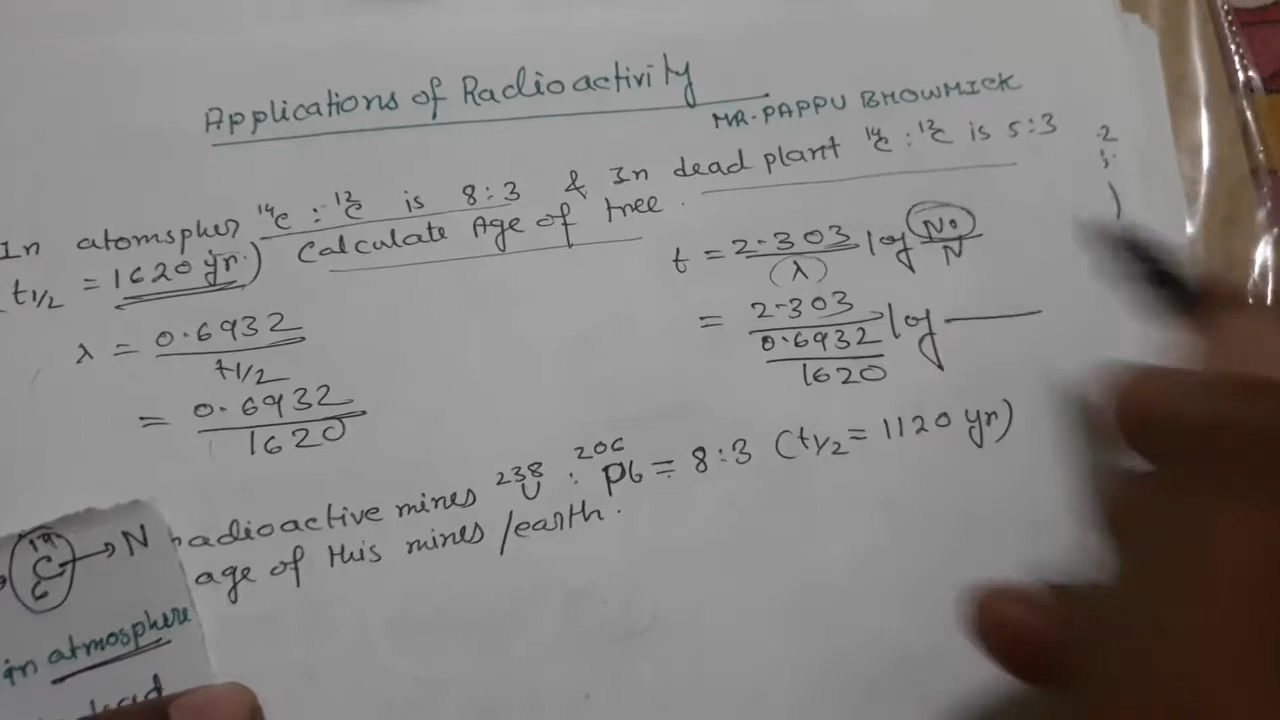 Applications of Radioactivity
MR. PAPPU BHOWMICK
In atomspher ¹⁴C : ¹²C is 8:3 & In dead plant ¹⁴C : ¹²C is 5:3
(t1/2 = 1620 yr.) Calculate Age of tree.
λ = 0.6932 / t1/2
= 0.6932 / 1620
t = 2.303 / (λ) log No / N
= 2.303 / 0.6932 / 1620 log
radioactive mines ²³⁸U : ²⁰⁶Pb = 8:3 (t1/2 = 1120 yr)
age of this mines /earth.
¹⁴C₆ → N
in atmosphere